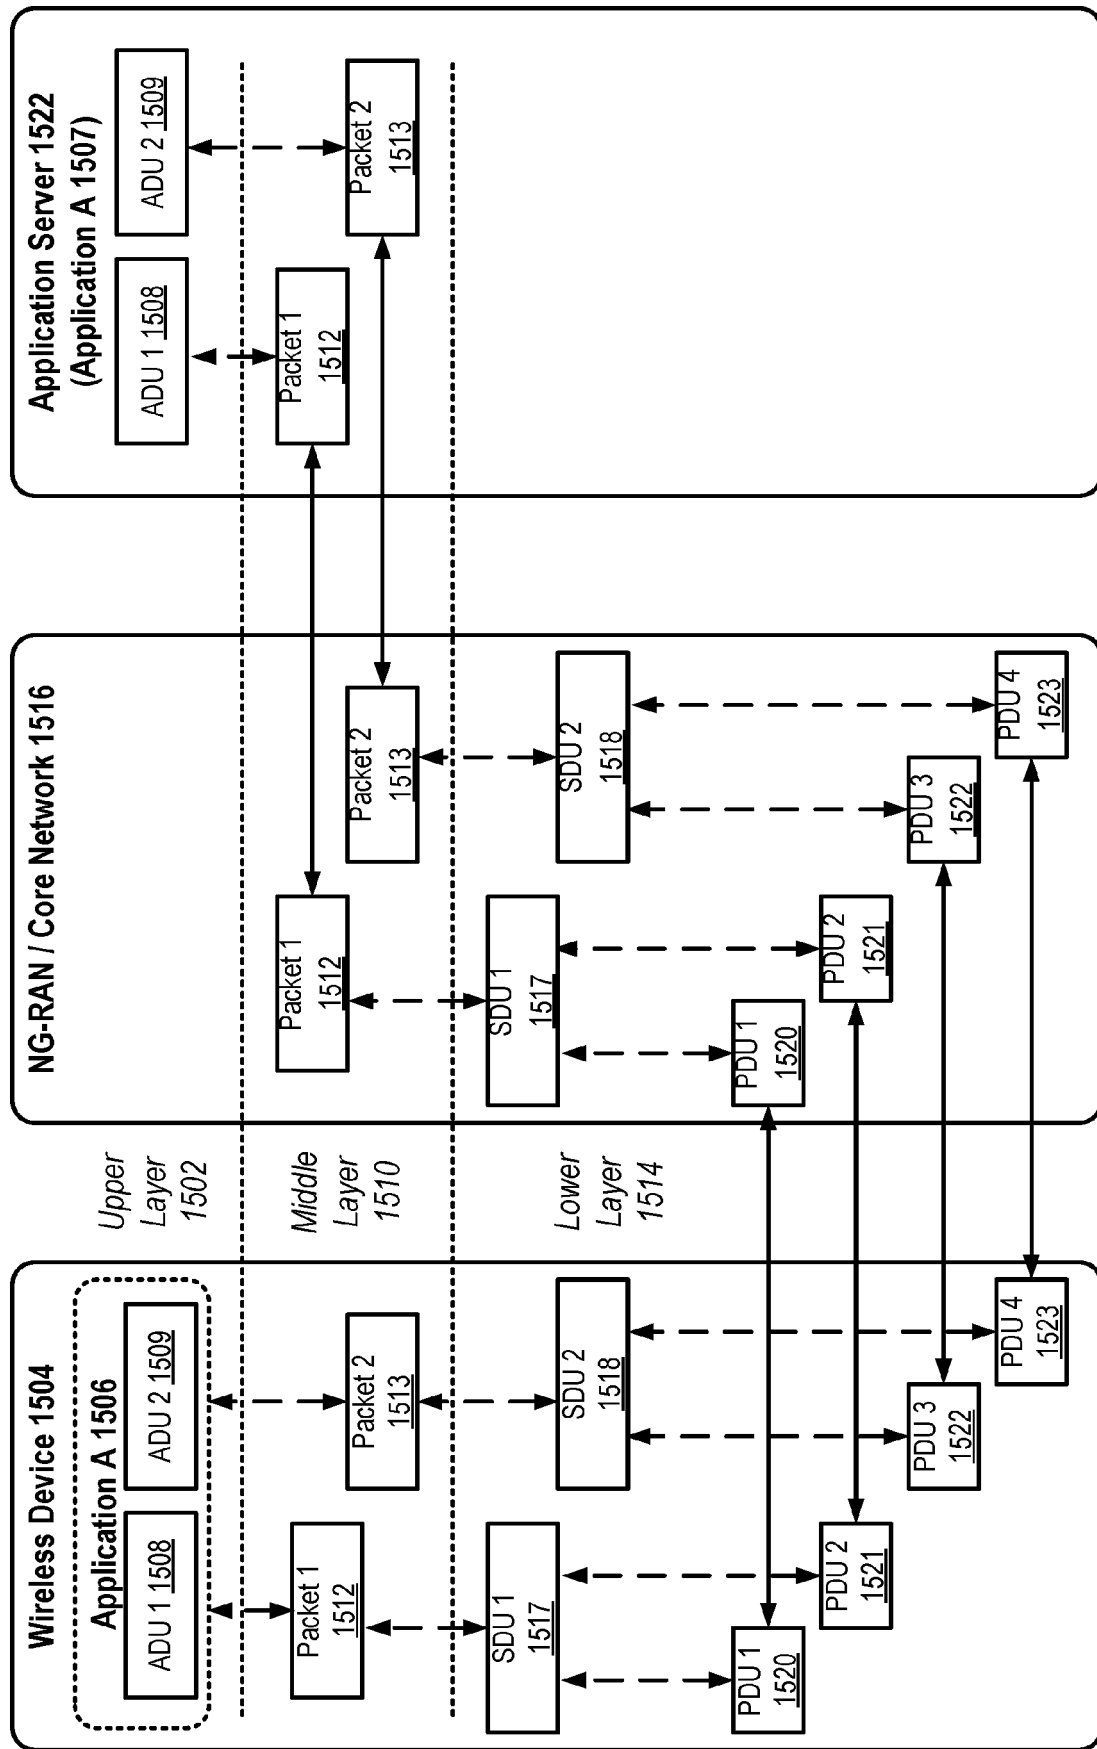 Wireless Device 1504
Application A 1506
ADU 1 1508
ADU 2 1509
Packet 1
1512
Packet 2
1513
SDU 1
1517
SDU 2
1518
PDU 1
1520
PDU 2
1521
PDU 3
1522
PDU 4
1523
Upper
Layer
1502
Middle
Layer
1510
Lower
Layer
1514
NG-RAN / Core Network 1516
Packet 1
1512
Packet 2
1513
SDU 1
1517
SDU 2
1518
PDU 1
1520
PDU 2
1521
PDU 3
1522
PDU 4
1523
Application Server 1522
(Application A 1507)
ADU 1 1508
ADU 2 1509
Packet 1
1512
Packet 2
1513